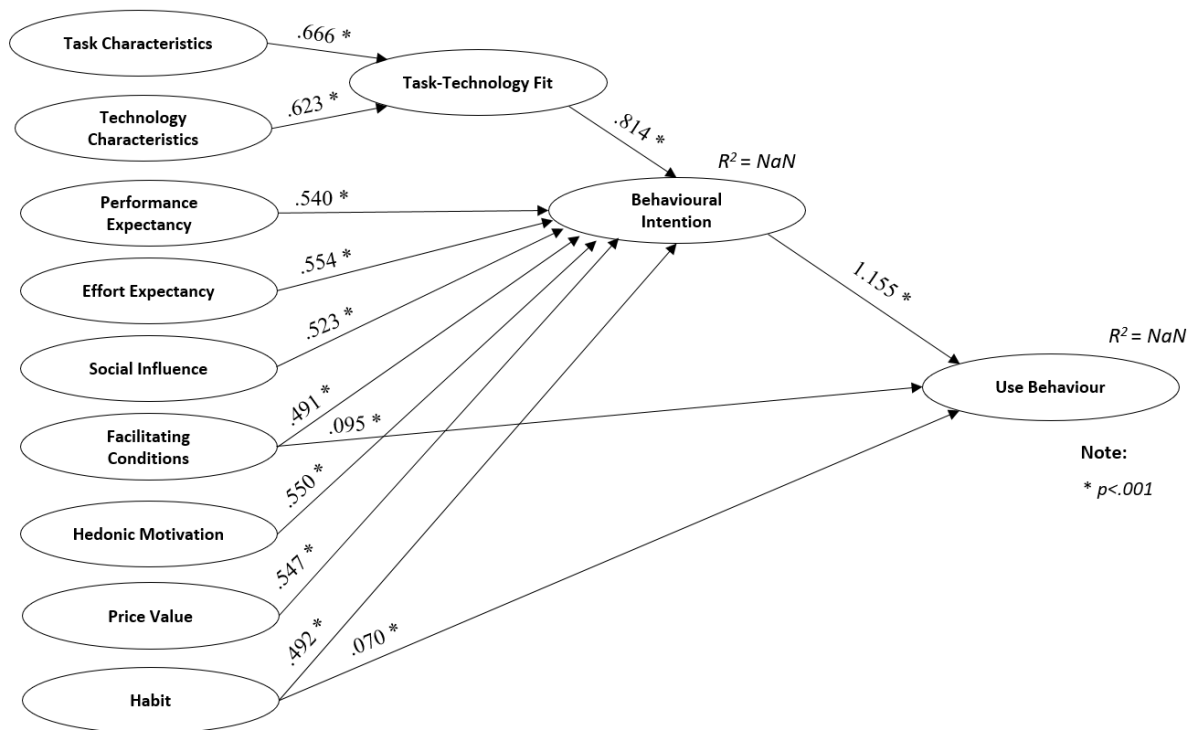 Task Characteristics
.666 *
Task-Technology Fit
Technology
Characteristics
.623 *
.814 *
R² = NaN
Performance
Expectancy
.540 *
Behavioural
Intention
Effort Expectancy
.554 *
1.155 *
Social Influence
.523 *
R² = NaN
Use Behaviour
Facilitating
Conditions
.491 *
.095 *
Note:
* p<.001
Hedonic Motivation
.550 *
Price Value
.547 *
Habit
.492 *
.070 *